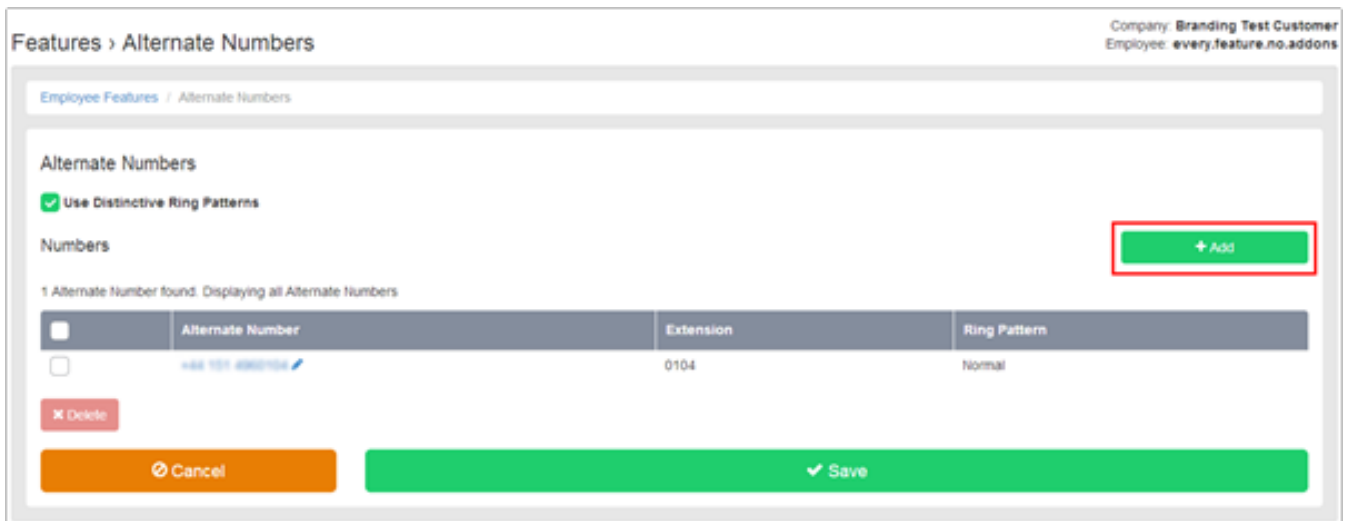 Company: Branding Test Customer
Features › Alternate Numbers
Employee: every.feature.no.addons
Employee Features / Alternate Numbers
Alternate Numbers
Use Distinctive Ring Patterns
Numbers
+ Add
1 Alternate Number found. Displaying all Alternate Numbers
Alternate Number Extension Ring Pattern
0104 Normal
Delete
Cancel Save